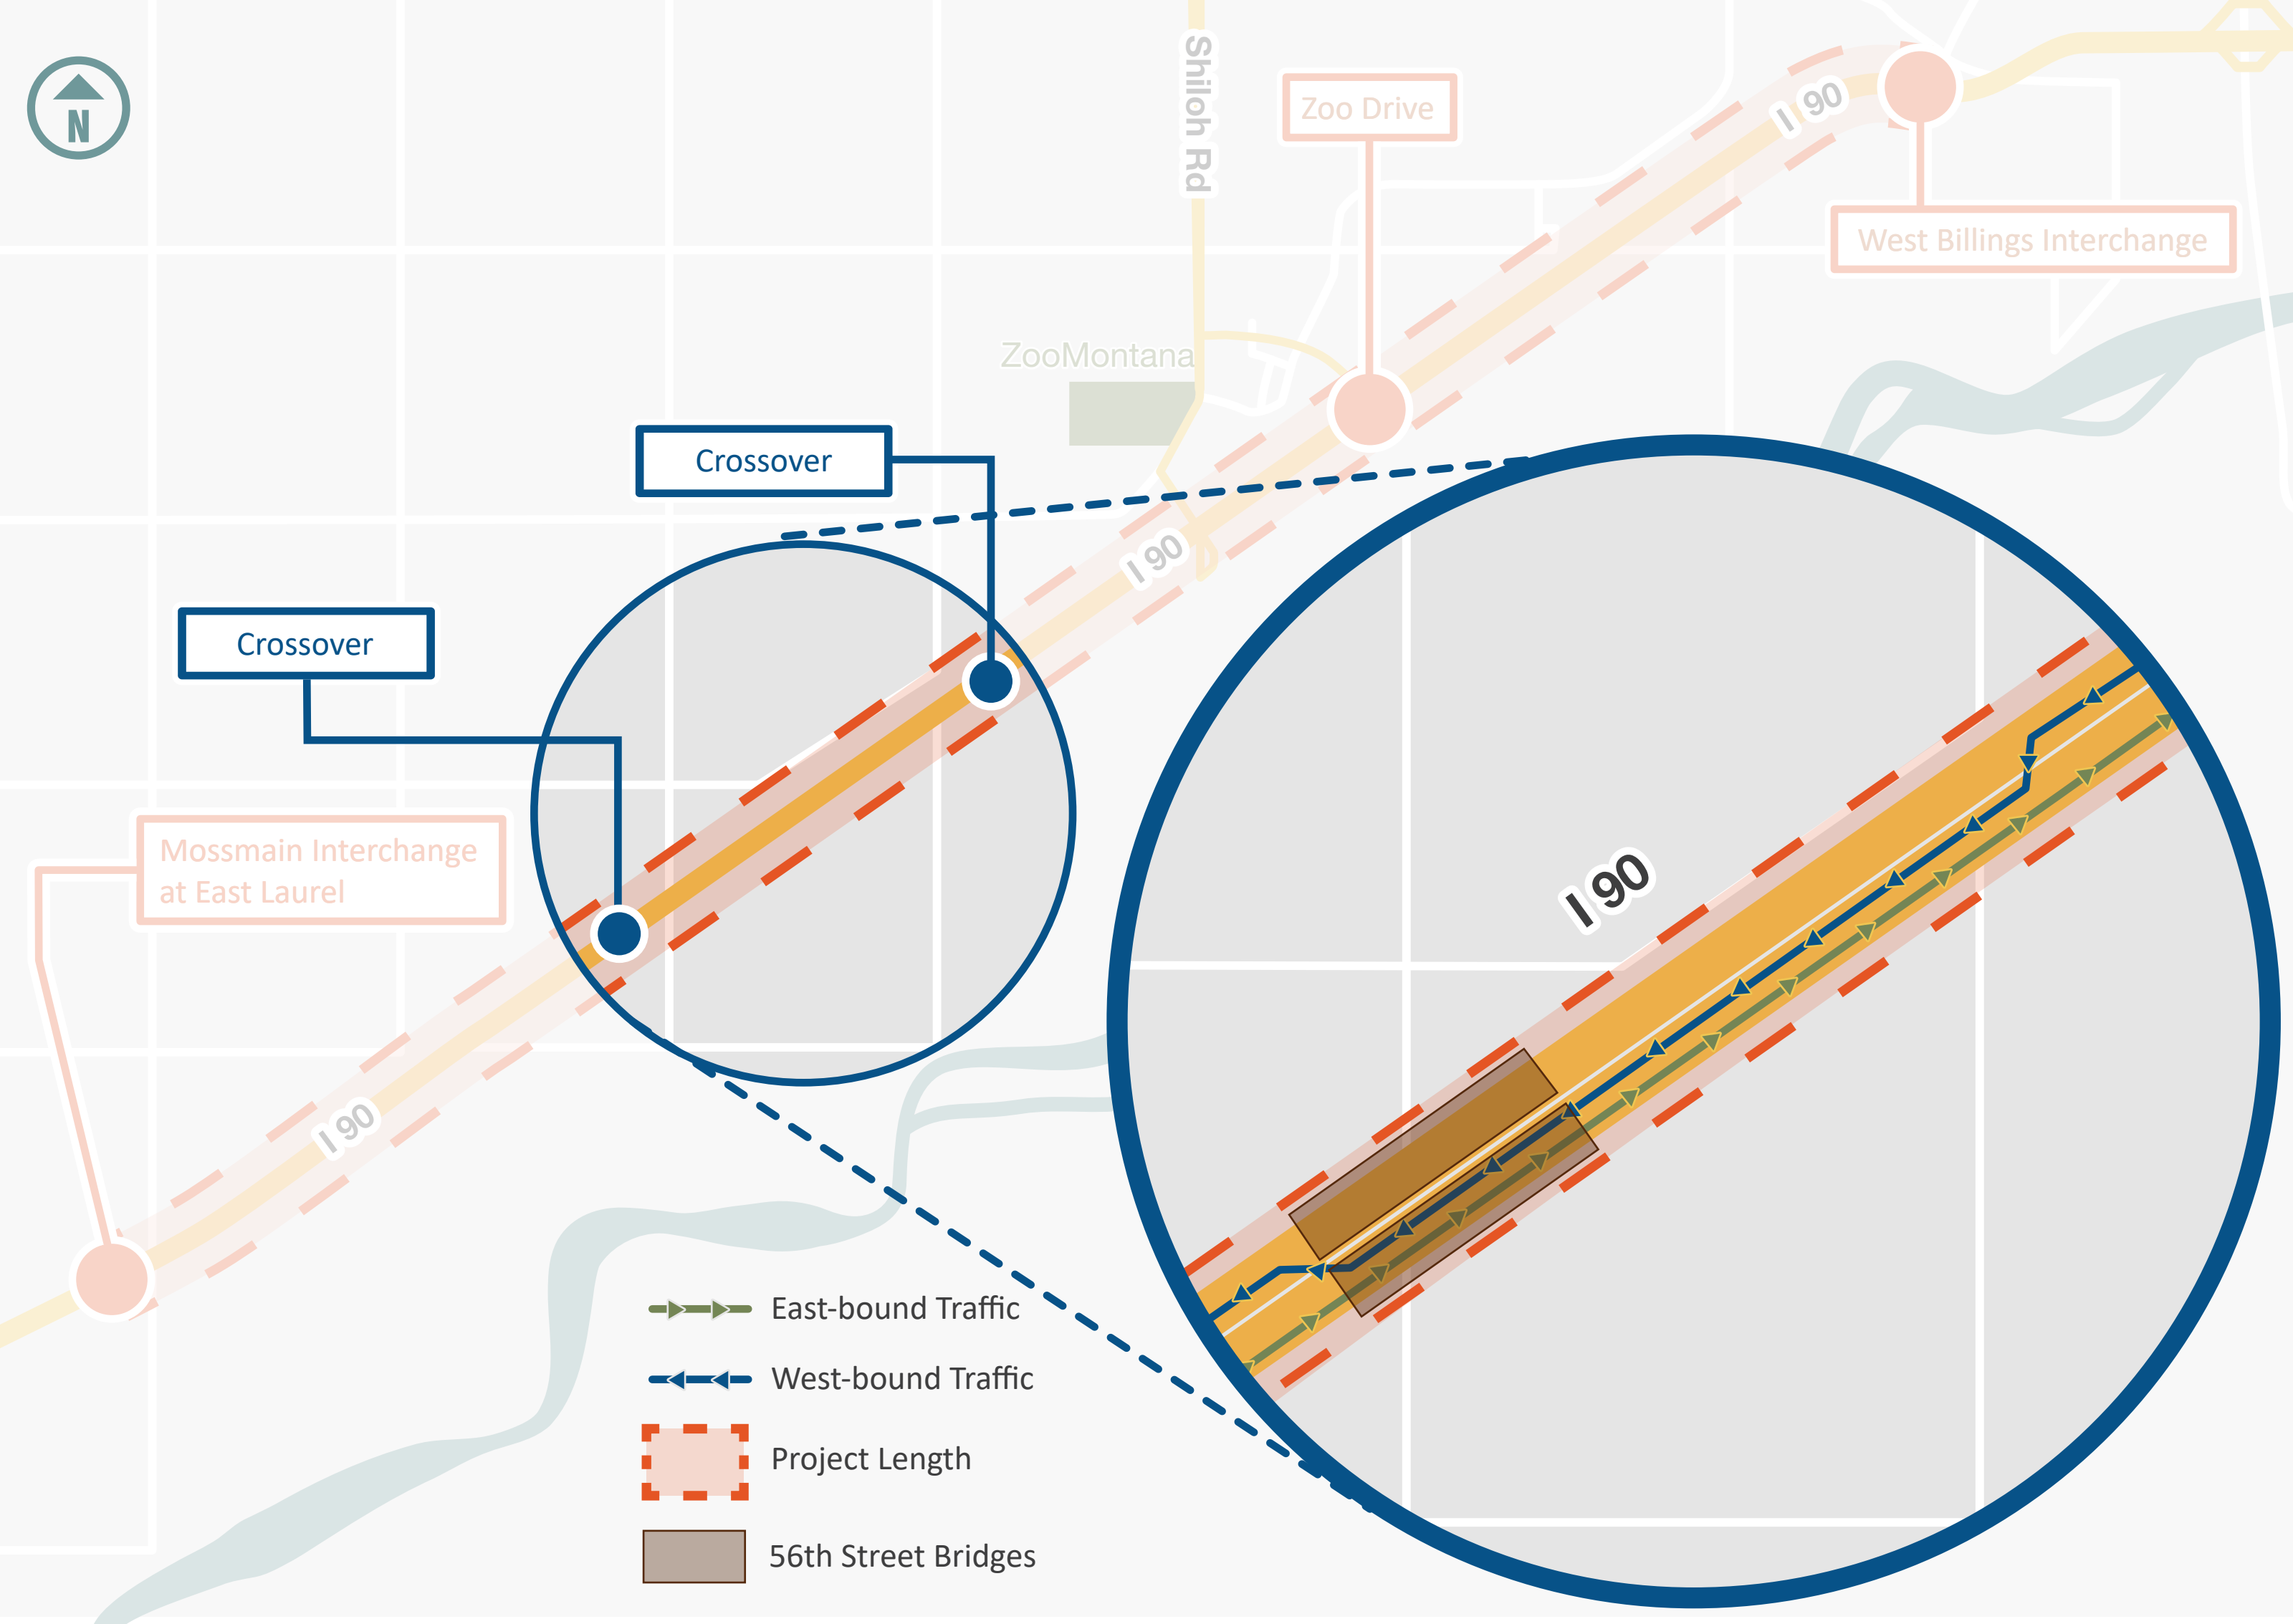 N
Shiloh Rd
Zoo Drive
I 90
West Billings Interchange
ZooMontana
Crossover
I 90
Crossover
Mossmain Interchange
at East Laurel
I 90
I 90
East-bound Traffic
West-bound Traffic
Project Length
56th Street Bridges